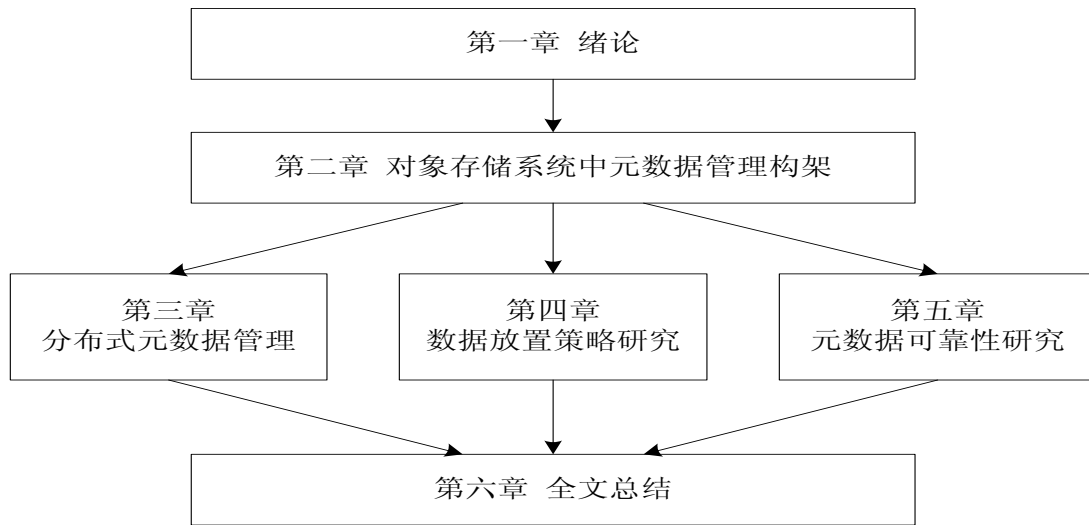 第一章 绪论
第二章 对象存储系统中元数据管理构架
第三章
分布式元数据管理
第四章
数据放置策略研究
第五章
元数据可靠性研究
第六章 全文总结